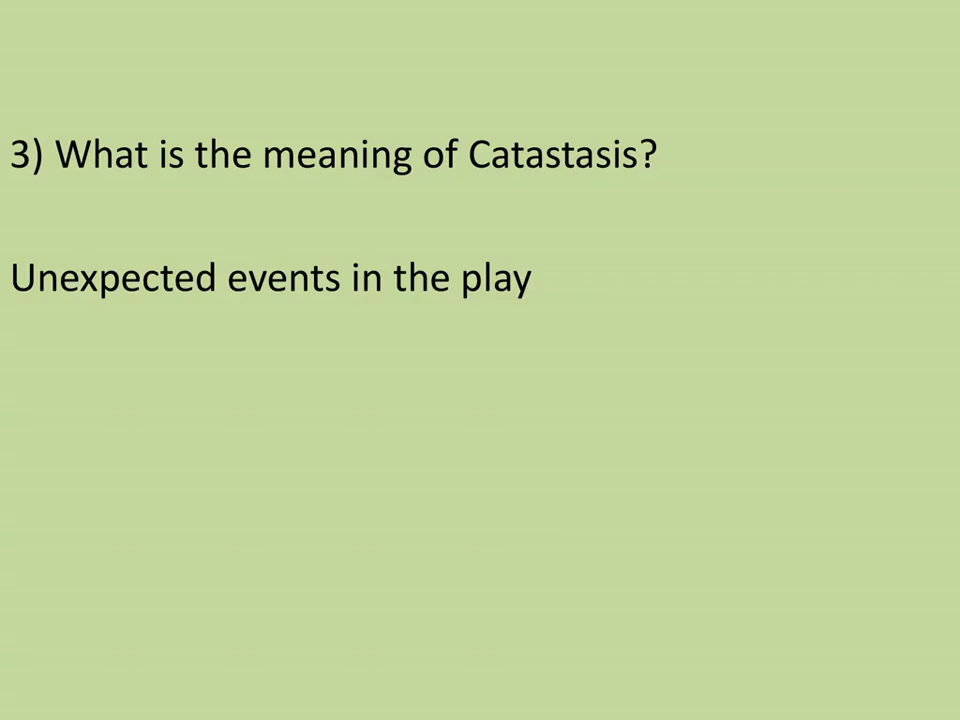 3) What is the meaning of Catastasis?
Unexpected events in the play